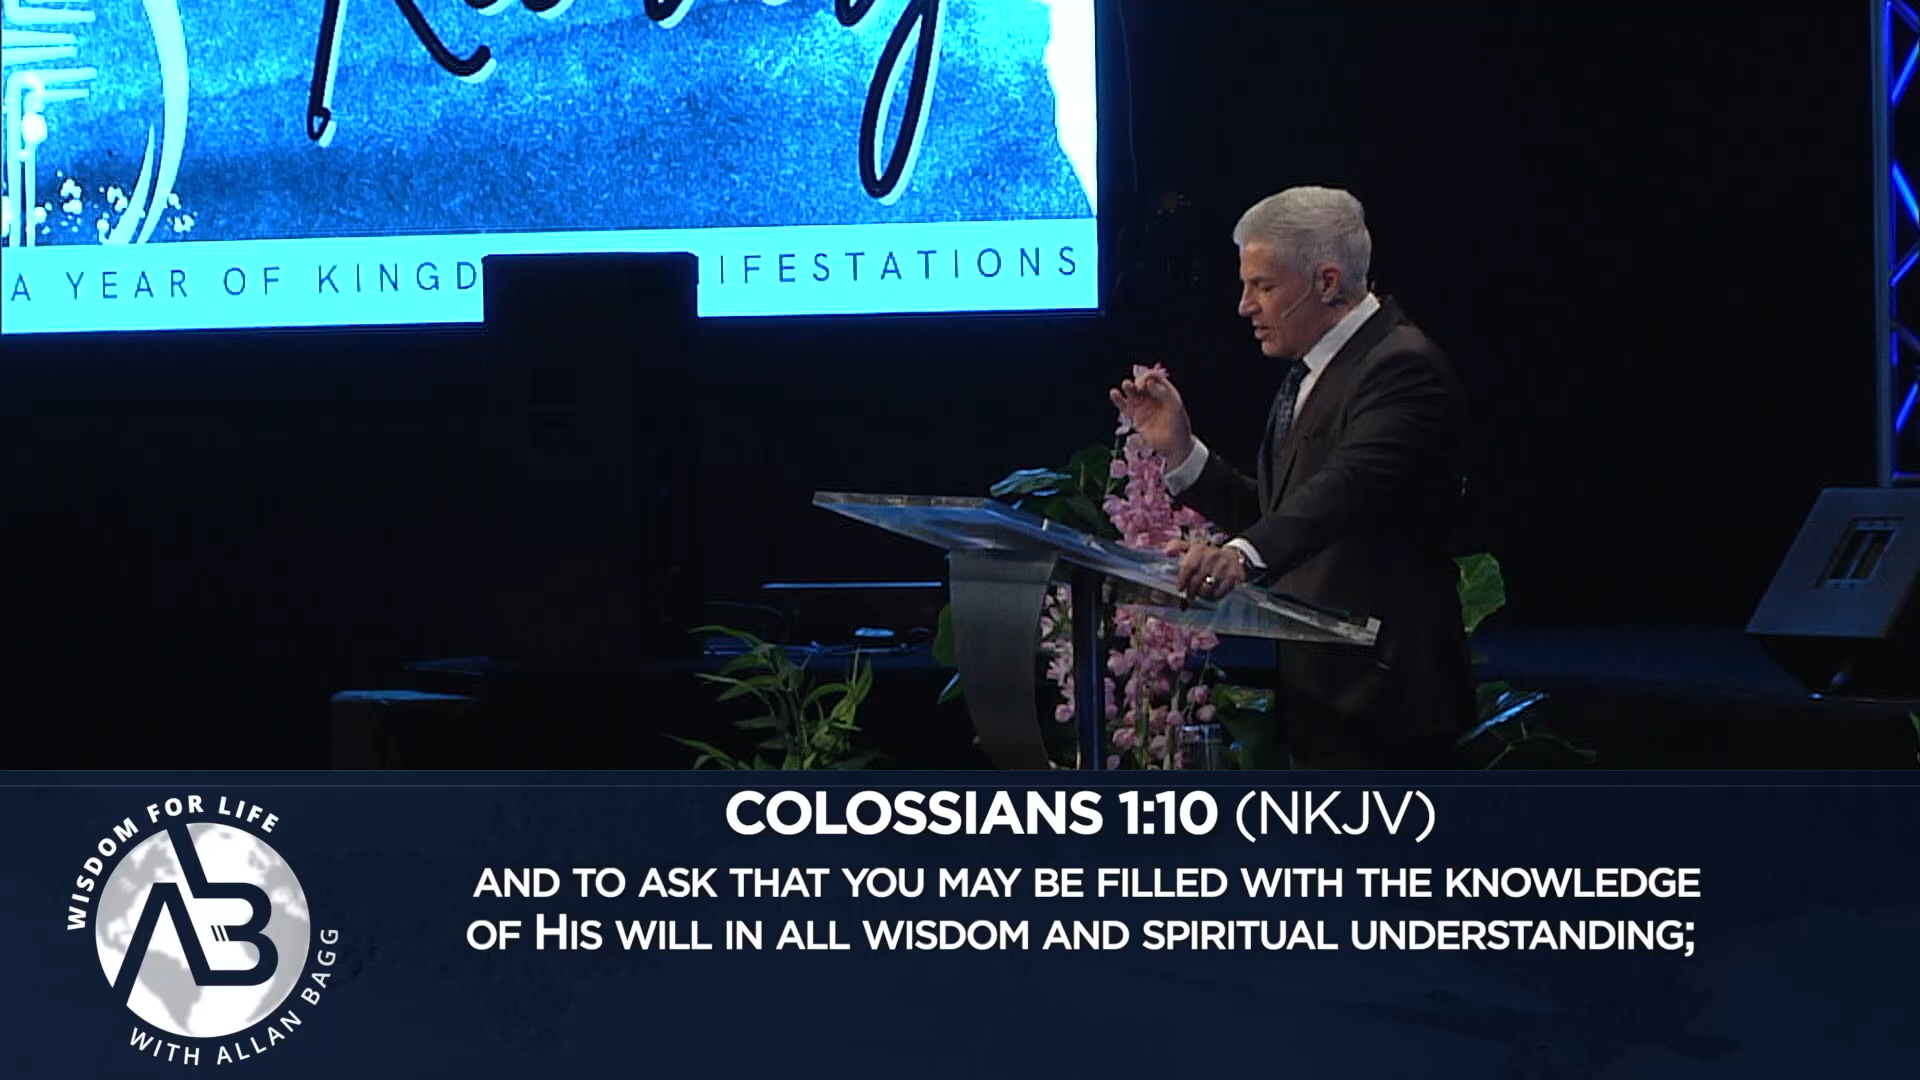 A YEAR OF KINGD IFESTATIONS
COLOSSIANS 1:10 (NKJV)
AND TO ASK THAT YOU MAY BE FILLED WITH THE KNOWLEDGE
OF HIS WILL IN ALL WISDOM AND SPIRITUAL UNDERSTANDING;
WISDOM FOR LIFE
AB
WITH ALLAN BAGG